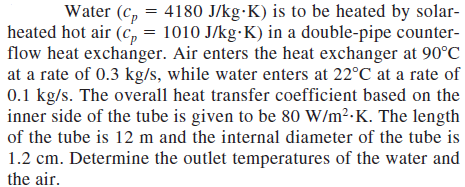 Water (cp = 4180 J/kg·K) is to be heated by solar-
heated hot air (cp = 1010 J/kg·K) in a double-pipe counter-
flow heat exchanger. Air enters the heat exchanger at 90°C
at a rate of 0.3 kg/s, while water enters at 22°C at a rate of
0.1 kg/s. The overall heat transfer coefficient based on the
inner side of the tube is given to be 80 W/m²·K. The length
of the tube is 12 m and the internal diameter of the tube is
1.2 cm. Determine the outlet temperatures of the water and
the air.